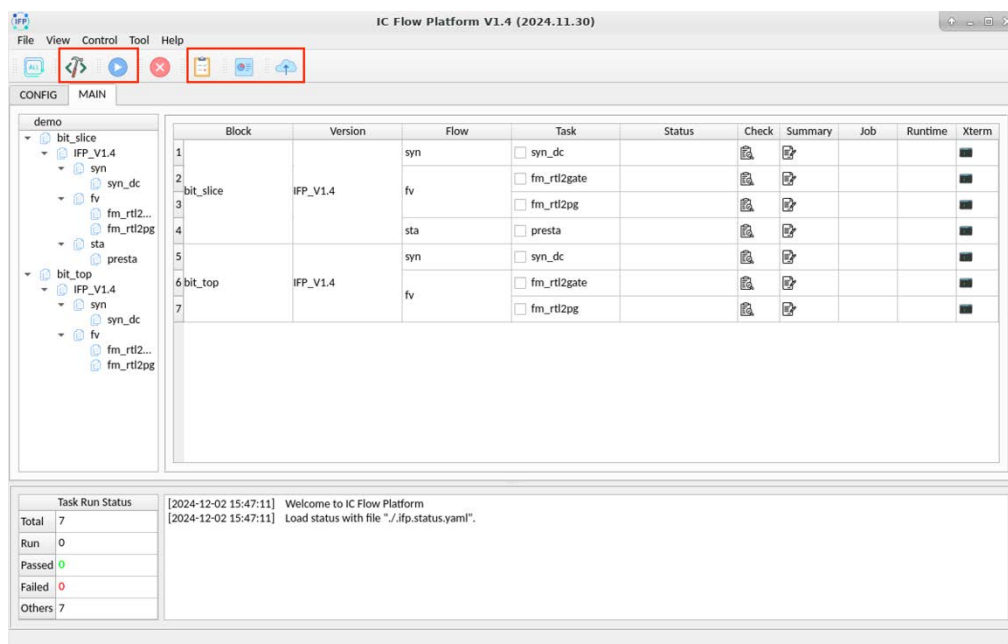 IFP
IC Flow Platform V1.4 (2024.11.30)
File View Control Tool Help
ALL
CONFIG MAIN
demo
bit_slice
IFP_V1.4
syn
syn_dc
fv
fm_rtl2...
fm_rtl2pg
sta
presta
bit_top
IFP_V1.4
syn
syn_dc
fv
fm_rtl2...
fm_rtl2pg
Block Version Flow Task Status Check Summary Job Runtime Xterm
1 syn syn_dc
2 fm_rtl2gate
bit_slice IFP_V1.4 fv
3 fm_rtl2pg
4 sta presta
5 syn syn_dc
6 bit_top IFP_V1.4 fm_rtl2gate
fv
7 fm_rtl2pg
Task Run Status
Total 7
Run 0
Passed 0
Failed 0
Others 7
[2024-12-02 15:47:11] Welcome to IC Flow Platform
[2024-12-02 15:47:11] Load status with file "./.ifp.status.yaml".